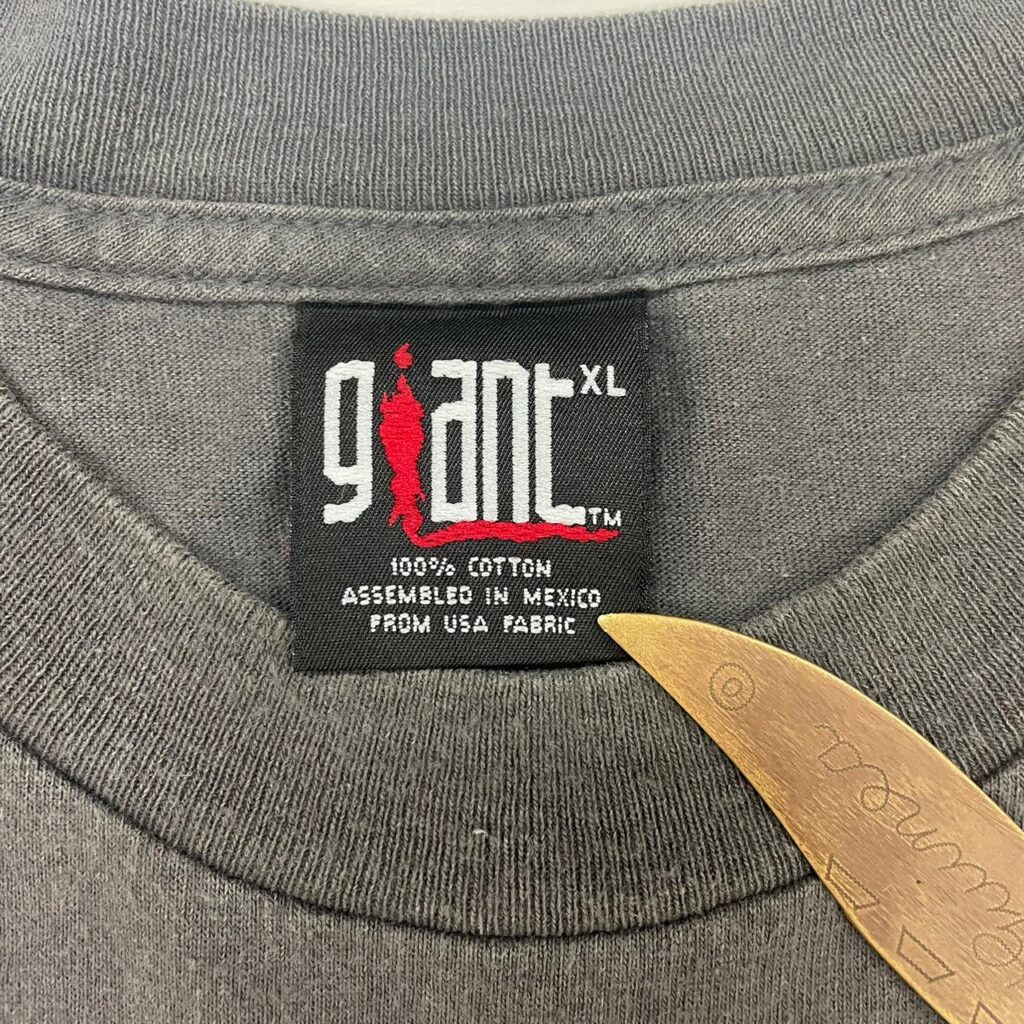 giant XL
TM
100% COTTON
ASSEMBLED IN MEXICO
FROM USA FABRIC